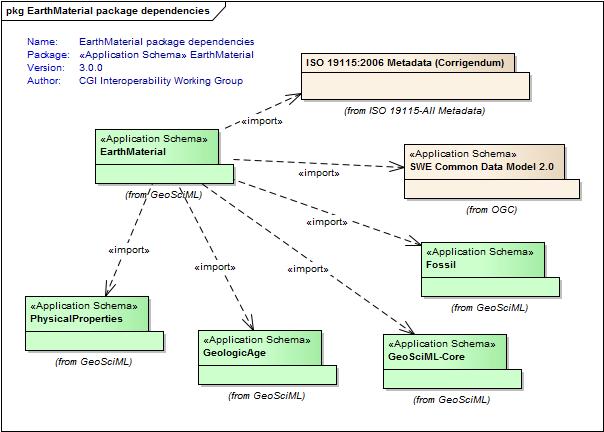 pkg EarthMaterial package dependencies
Name: EarthMaterial package dependencies
Package: «Application Schema» EarthMaterial
Version: 3.0.0
Author: CGI Interoperability Working Group
ISO 19115:2006 Metadata (Corrigendum)
(from ISO 19115-All Metadata)
«import»
«Application Schema»
EarthMaterial
(from GeoSciML)
«Application Schema»
SWE Common Data Model 2.0
(from OGC)
«import»
«import»
«Application Schema»
Fossil
(from GeoSciML)
«import»
«import»
«import»
«Application Schema»
PhysicalProperties
(from GeoSciML)
«Application Schema»
GeologicAge
(from GeoSciML)
«Application Schema»
GeoSciML-Core
(from GeoSciML)